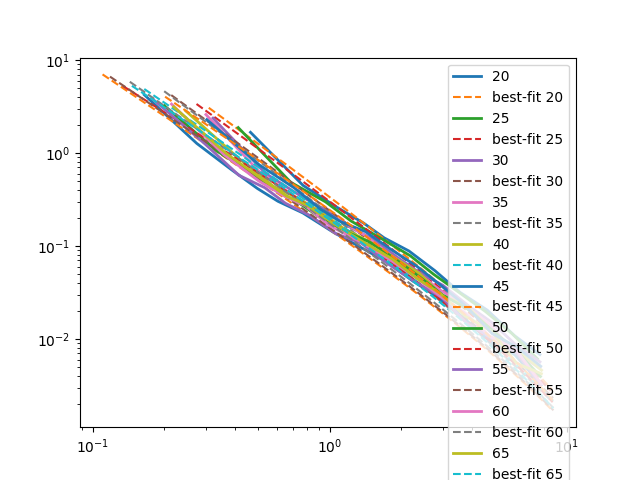 10¹
10⁰
10⁻¹
10⁻²
10⁻¹
10⁰
10¹
20
best-fit 20
25
best-fit 25
30
best-fit 30
35
best-fit 35
40
best-fit 40
45
best-fit 45
50
best-fit 50
55
best-fit 55
60
best-fit 60
65
best-fit 65